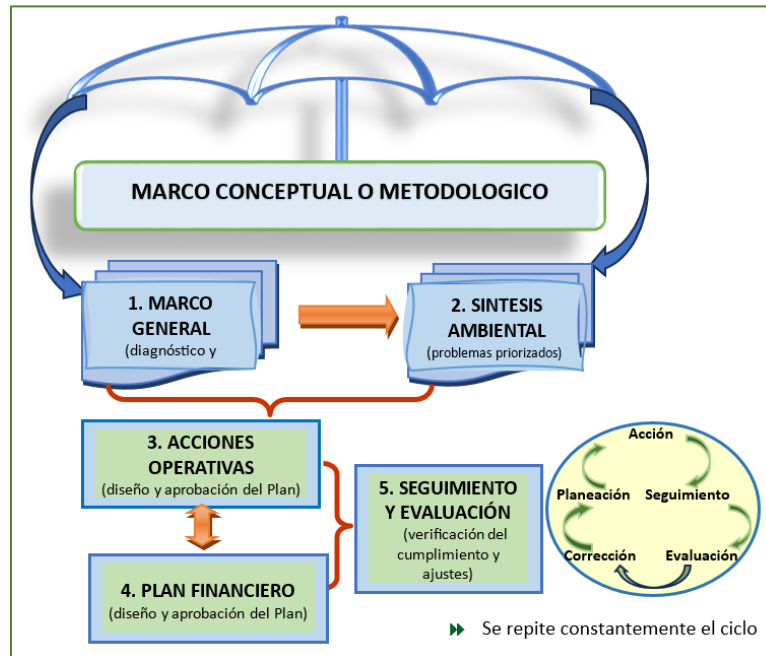 MARCO CONCEPTUAL O METODOLOGICO
1. MARCO
GENERAL
(diagnóstico y
2. SINTESIS
AMBIENTAL
(problemas priorizados)
3. ACCIONES
OPERATIVAS
(diseño y aprobación del Plan)
4. PLAN FINANCIERO
(diseño y aprobación del Plan)
5. SEGUIMIENTO
Y EVALUACIÓN
(verificación del
cumplimiento y
ajustes)
Acción
Planeación
Seguimiento
Corrección
Evaluación
Se repite constantemente el ciclo